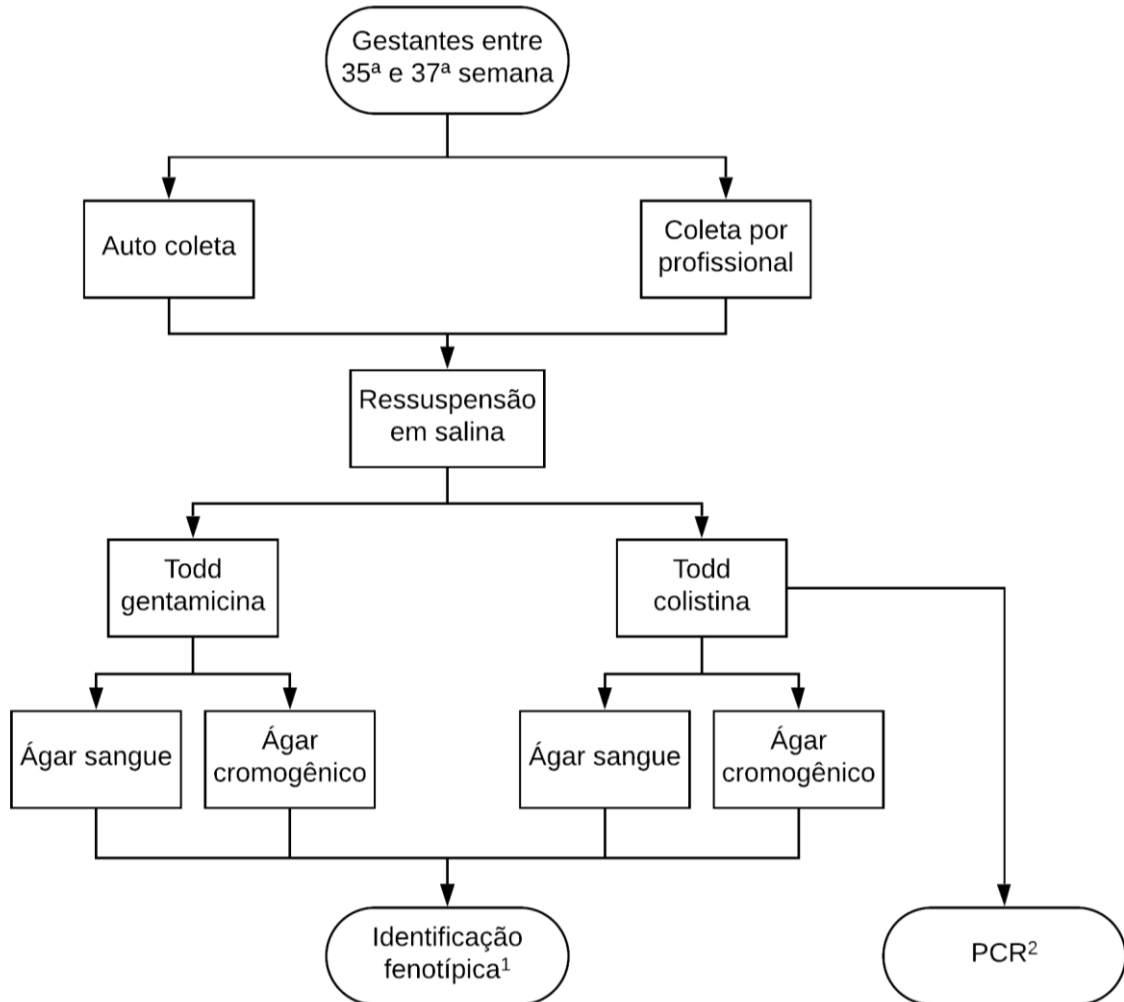 Gestantes entre
35ª e 37ª semana
Auto coleta
Coleta por
profissional
Ressuspensão
em salina
Todd
gentamicina
Todd
colistina
Ágar sangue
Ágar
cromogênico
Ágar sangue
Ágar
cromogênico
Identificação
fenotípica¹
PCR²